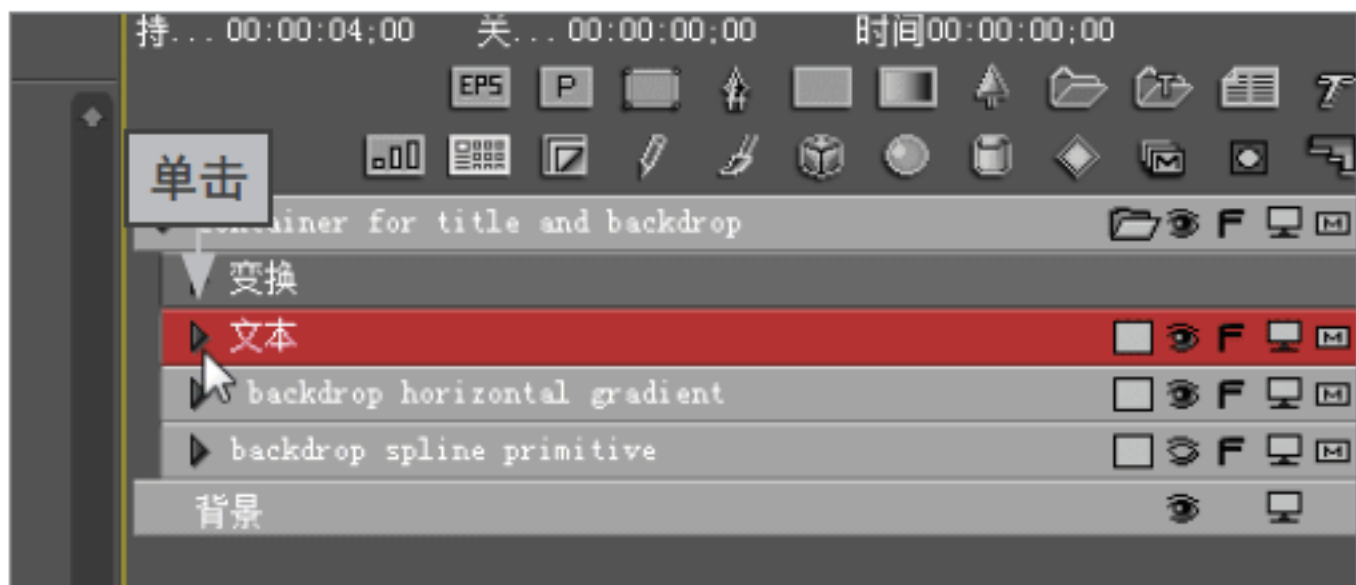 持... 00:00:04;00 关... 00:00:00;00 时间00:00:00;00
EPS P T T
M
单击
container for title and backdrop F M
变换
文本 F M
backdrop horizontal gradient F M
backdrop spline primitive F M
背景